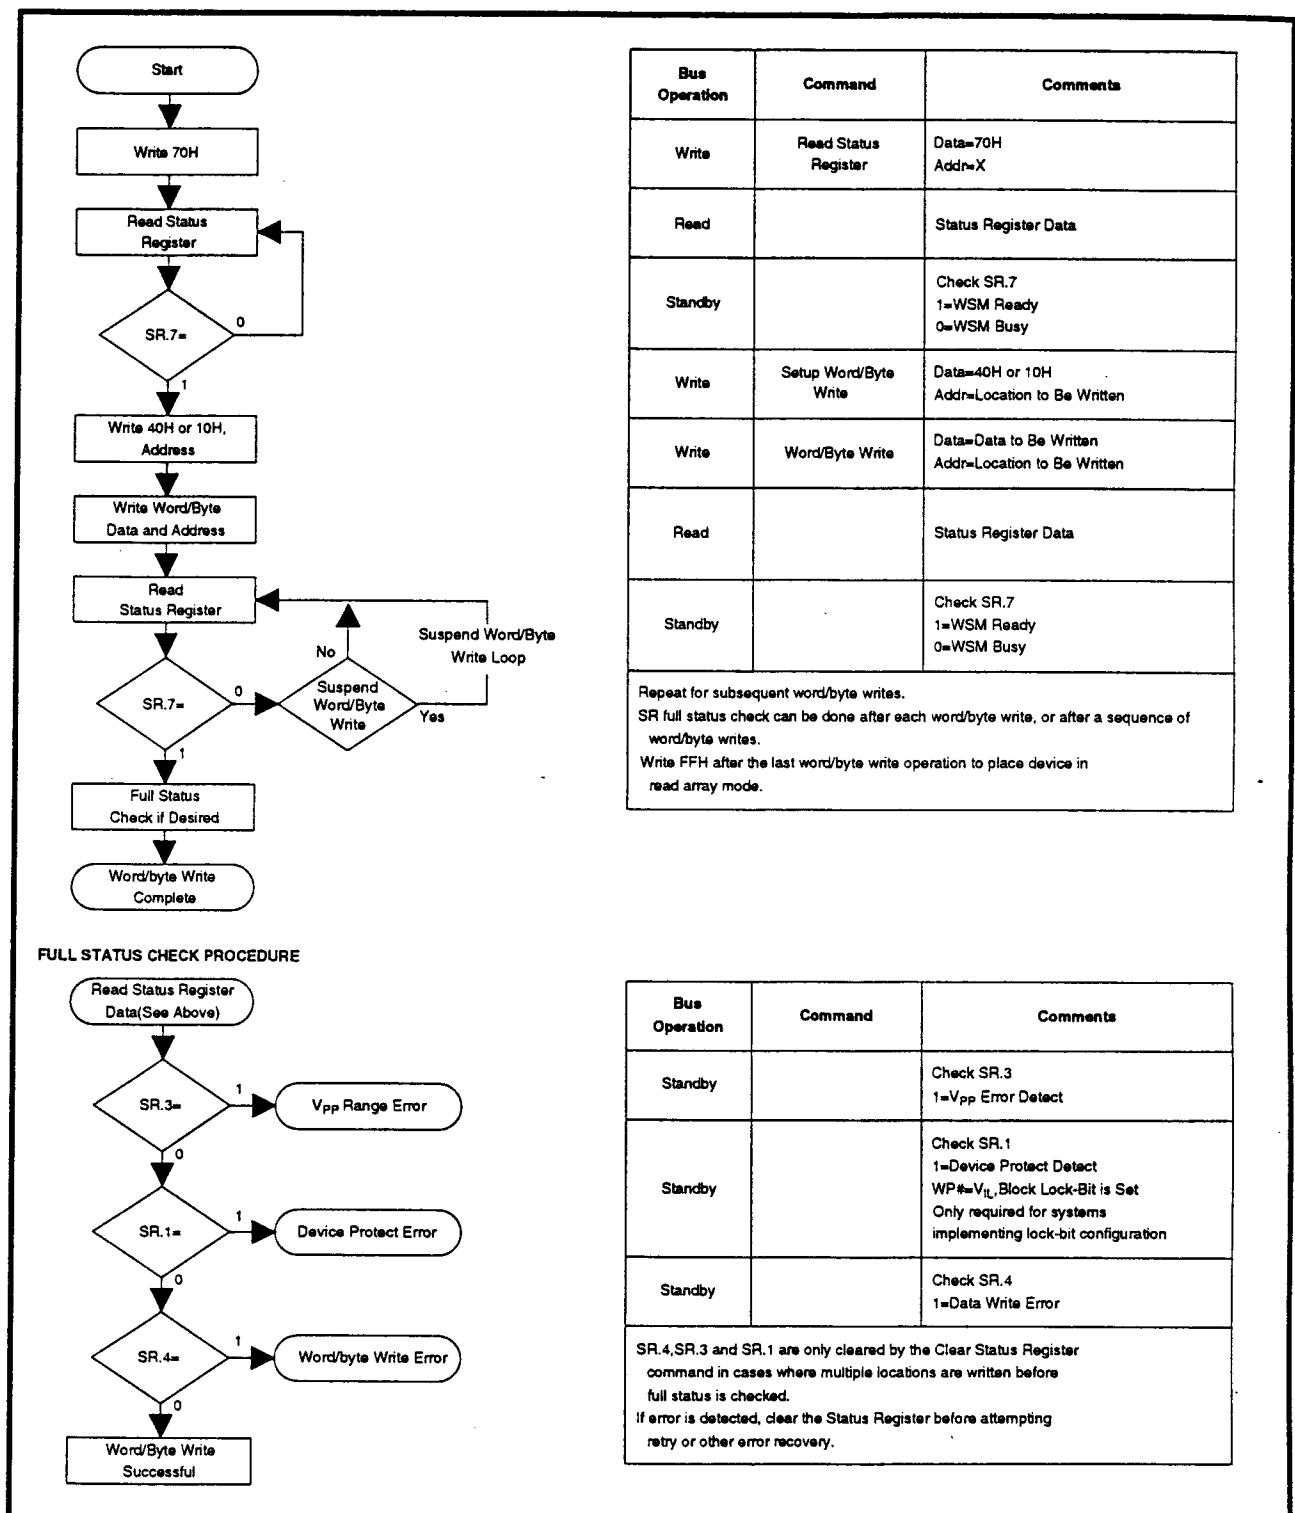 Start
Write 70H
Read Status
Register
SR.7=
0
1
Write 40H or 10H,
Address
Write Word/Byte
Data and Address
Read
Status Register
SR.7=
0
1
Suspend
Word/Byte
Write
No
Yes
Suspend Word/Byte
Write Loop
Full Status
Check if Desired
Word/byte Write
Complete
Bus
Operation
Command
Comments
Write
Read Status
Register
Data=70H
Addr=X
Read
Status Register Data
Standby
Check SR.7
1=WSM Ready
0=WSM Busy
Write
Setup Word/Byte
Write
Data=40H or 10H
Addr=Location to Be Written
Write
Word/Byte Write
Data=Data to Be Written
Addr=Location to Be Written
Read
Status Register Data
Standby
Check SR.7
1=WSM Ready
0=WSM Busy
Repeat for subsequent word/byte writes.
SR full status check can be done after each word/byte write, or after a sequence of
word/byte writes.
Write FFH after the last word/byte write operation to place device in
read array mode.
FULL STATUS CHECK PROCEDURE
Read Status Register
Data(See Above)
SR.3=
1
VPP Range Error
0
SR.1=
1
Device Protect Error
0
SR.4=
1
Word/byte Write Error
0
Word/Byte Write
Successful
Bus
Operation
Command
Comments
Standby
Check SR.3
1=VPP Error Detect
Standby
Check SR.1
1=Device Protect Detect
WP#=VIL,Block Lock-Bit is Set
Only required for systems
implementing lock-bit configuration
Standby
Check SR.4
1=Data Write Error
SR.4,SR.3 and SR.1 are only cleared by the Clear Status Register
command in cases where multiple locations are written before
full status is checked.
If error is detected, clear the Status Register before attempting
retry or other error recovery.